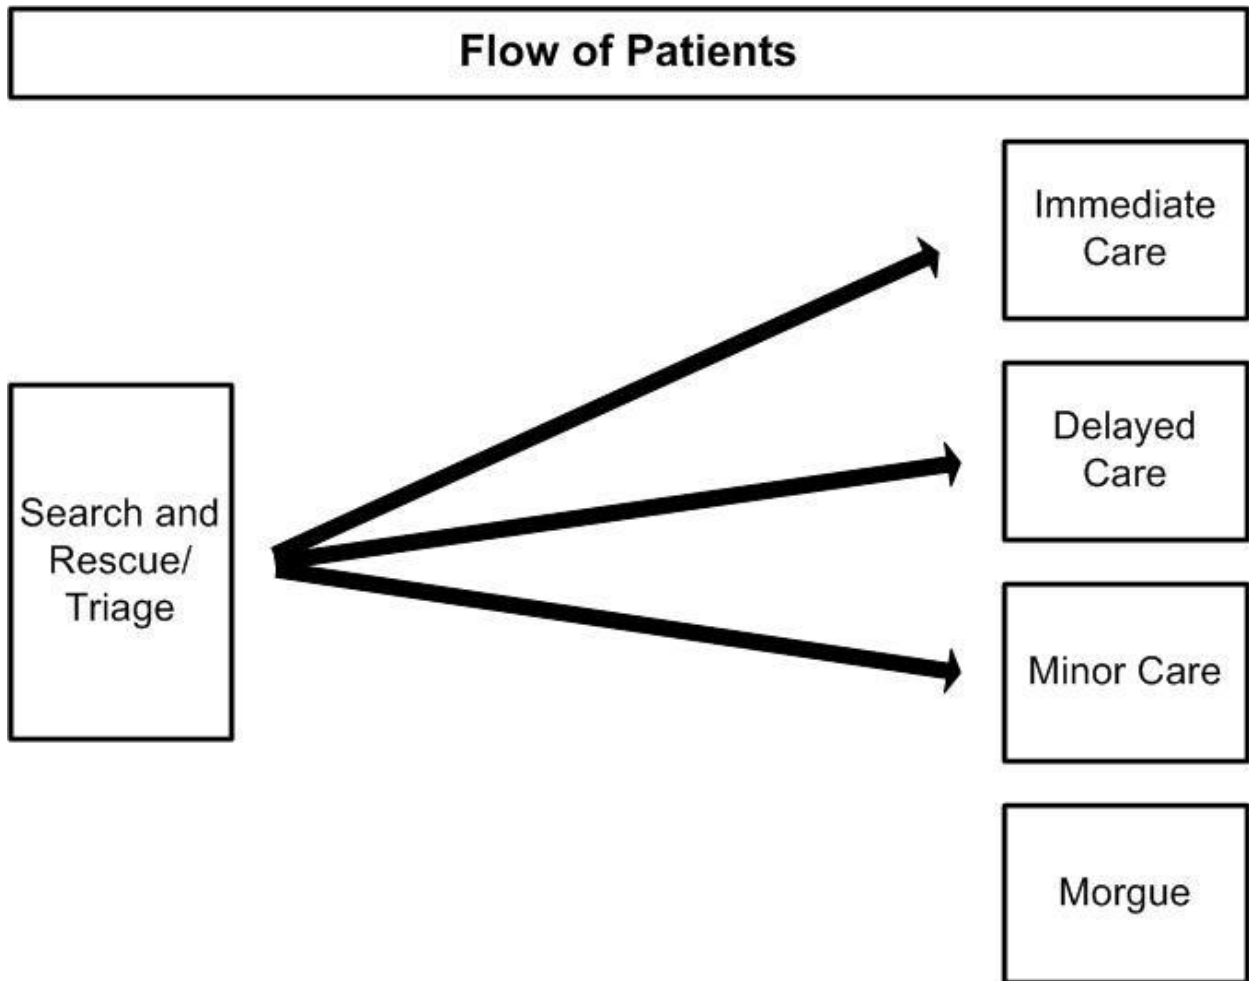 Flow of Patients
Immediate
Care
Delayed
Care
Search and
Rescue/
Triage
Minor Care
Morgue